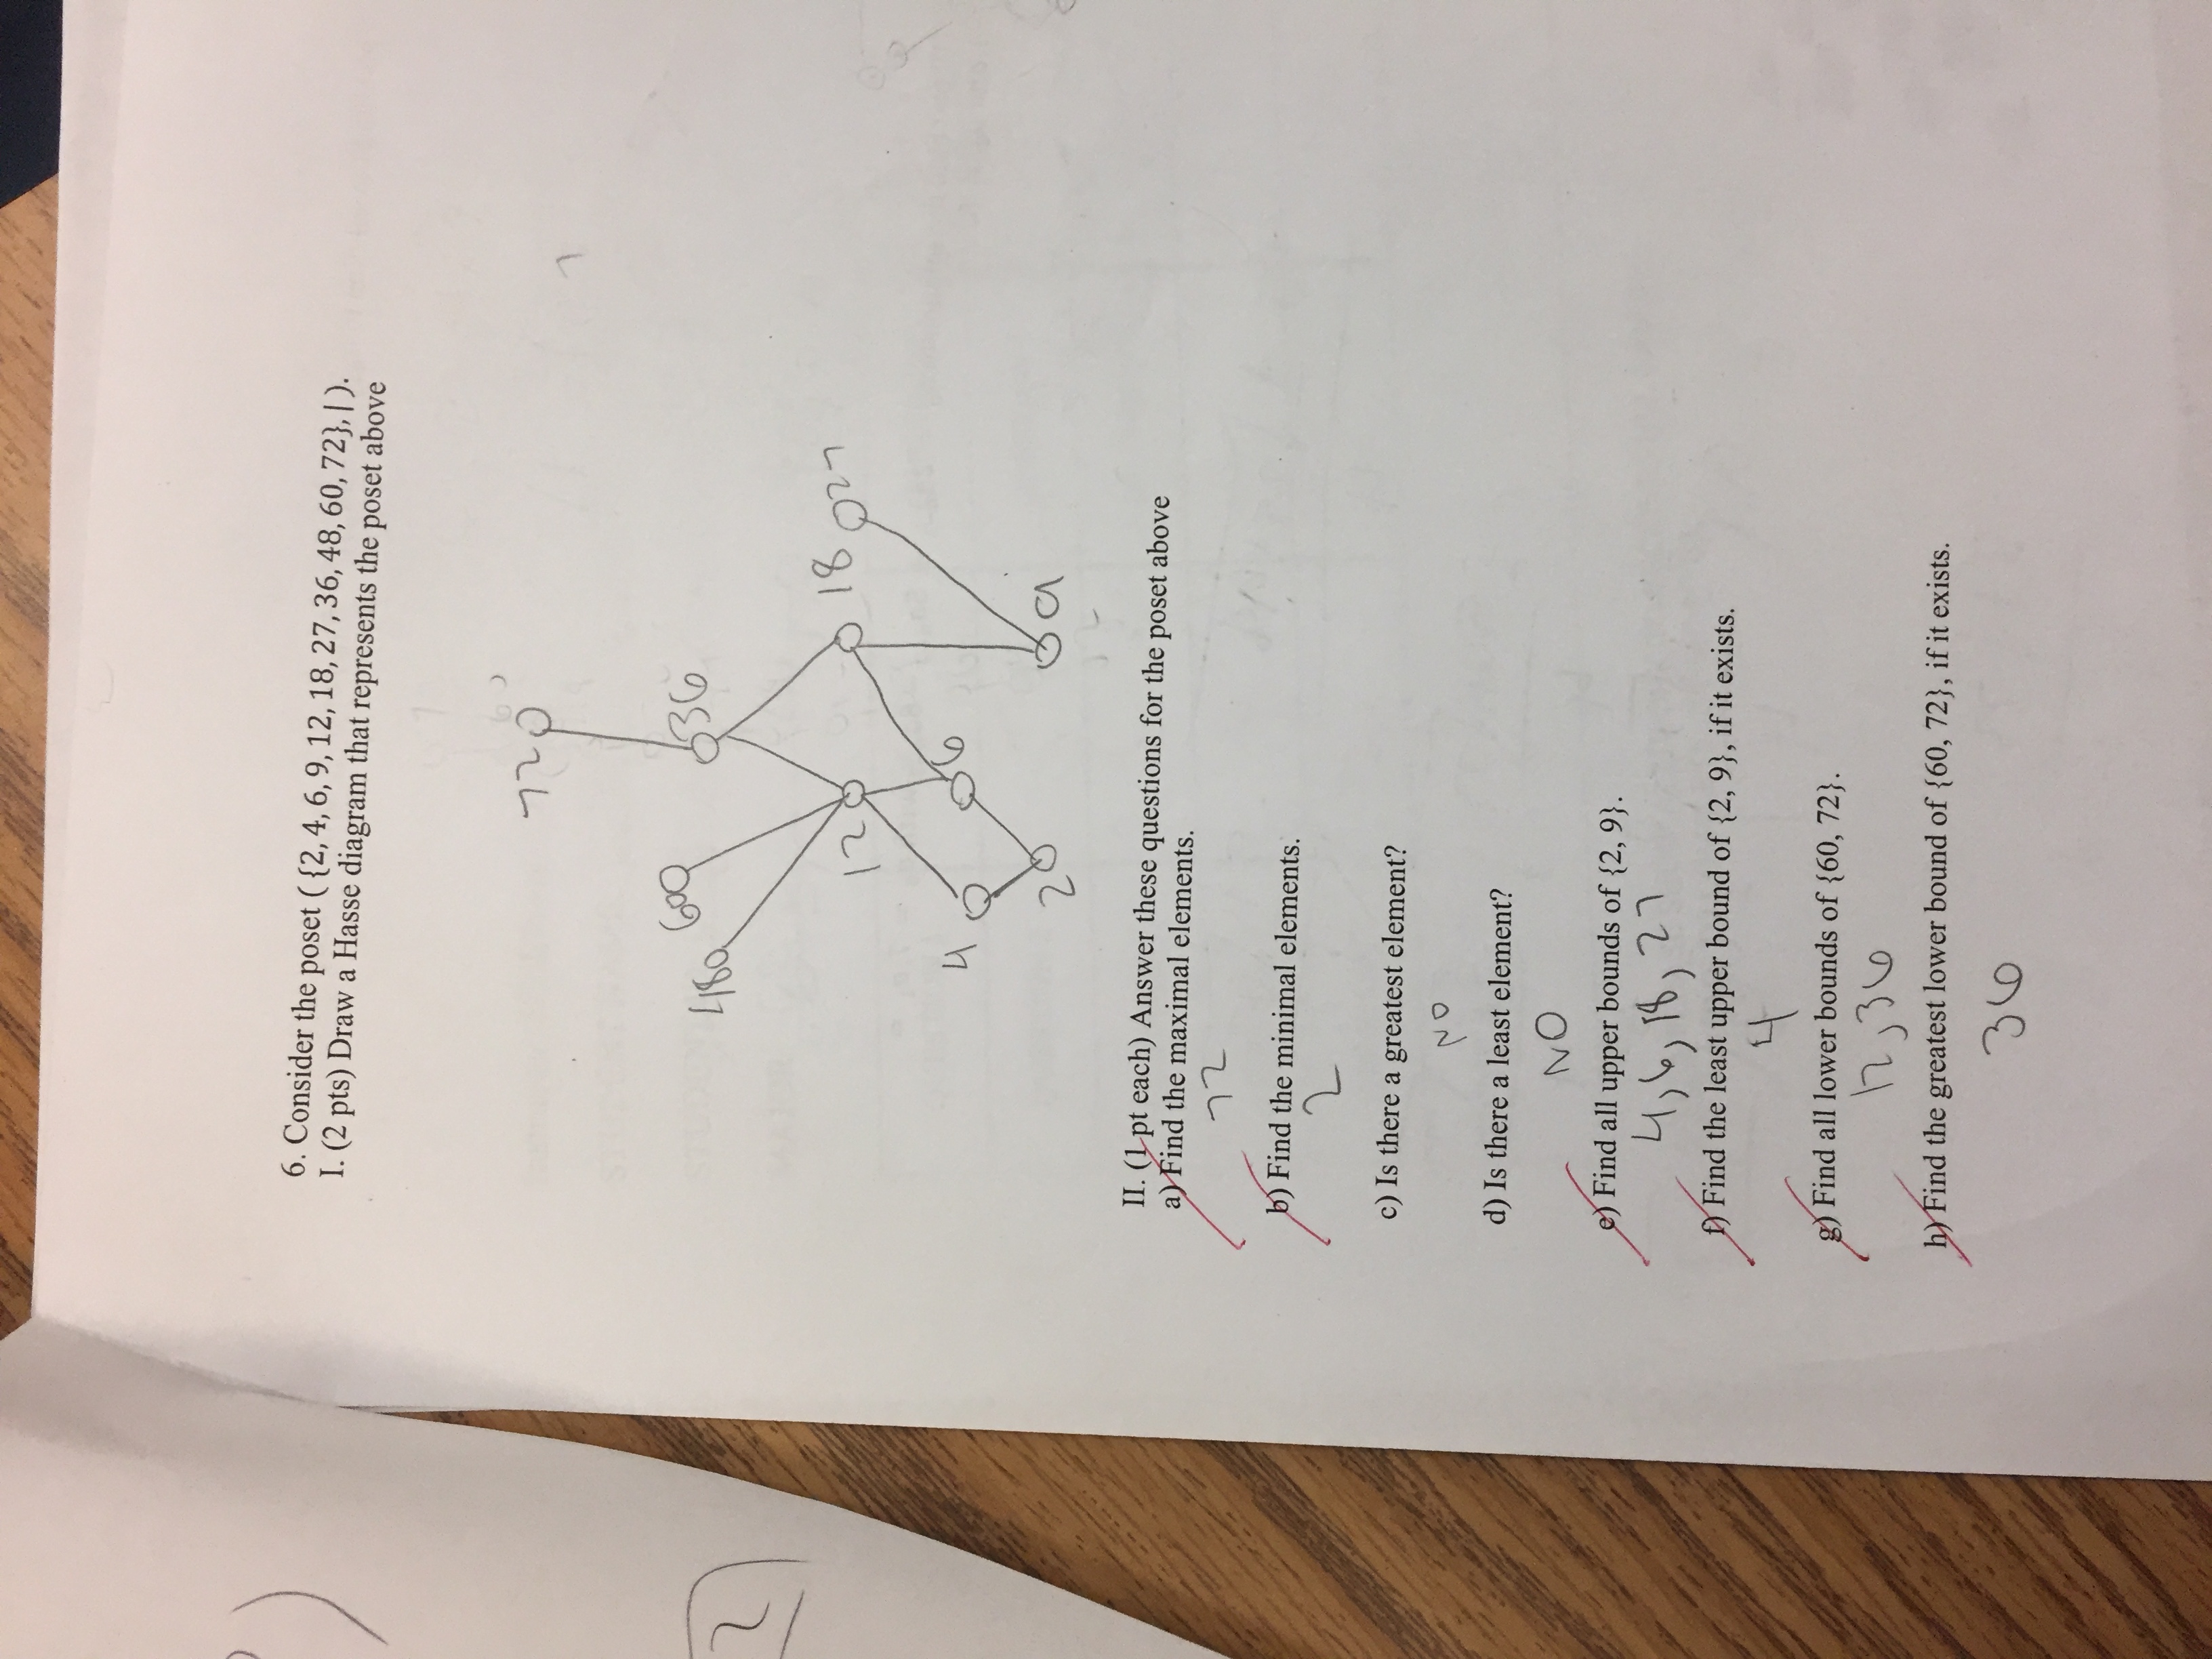 6. Consider the poset ( {2, 4, 6, 9, 12, 18, 27, 36, 48, 60, 72}, | ).
I. (2 pts) Draw a Hasse diagram that represents the poset above
72
60
36
48
18
27
12
4
6
2
9
II. (1 pt each) Answer these questions for the poset above
a) Find the maximal elements.
72
b) Find the minimal elements.
2
c) Is there a greatest element?
NO
d) Is there a least element?
NO
e) Find all upper bounds of {2, 9}.
4, 6, 18, 27
f) Find the least upper bound of {2, 9}, if it exists.
4
g) Find all lower bounds of {60, 72}.
12, 36
h) Find the greatest lower bound of {60, 72}, if it exists.
36
2
)